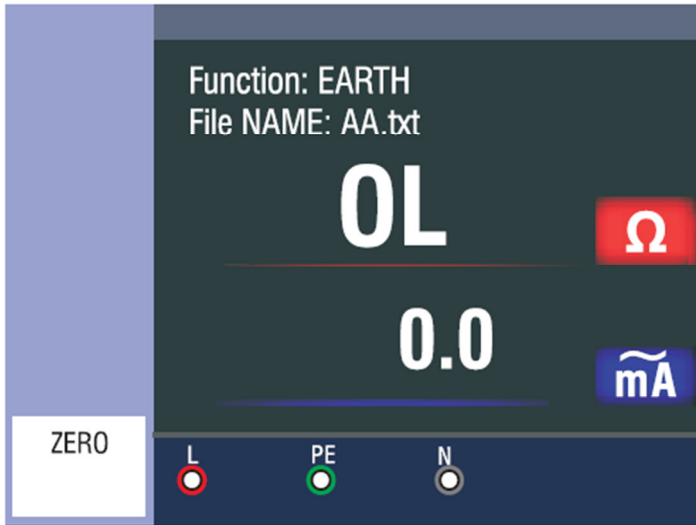 Function: EARTH
File NAME: AA.txt
OL
Ω
0.0
mA
ZERO
L
PE
N